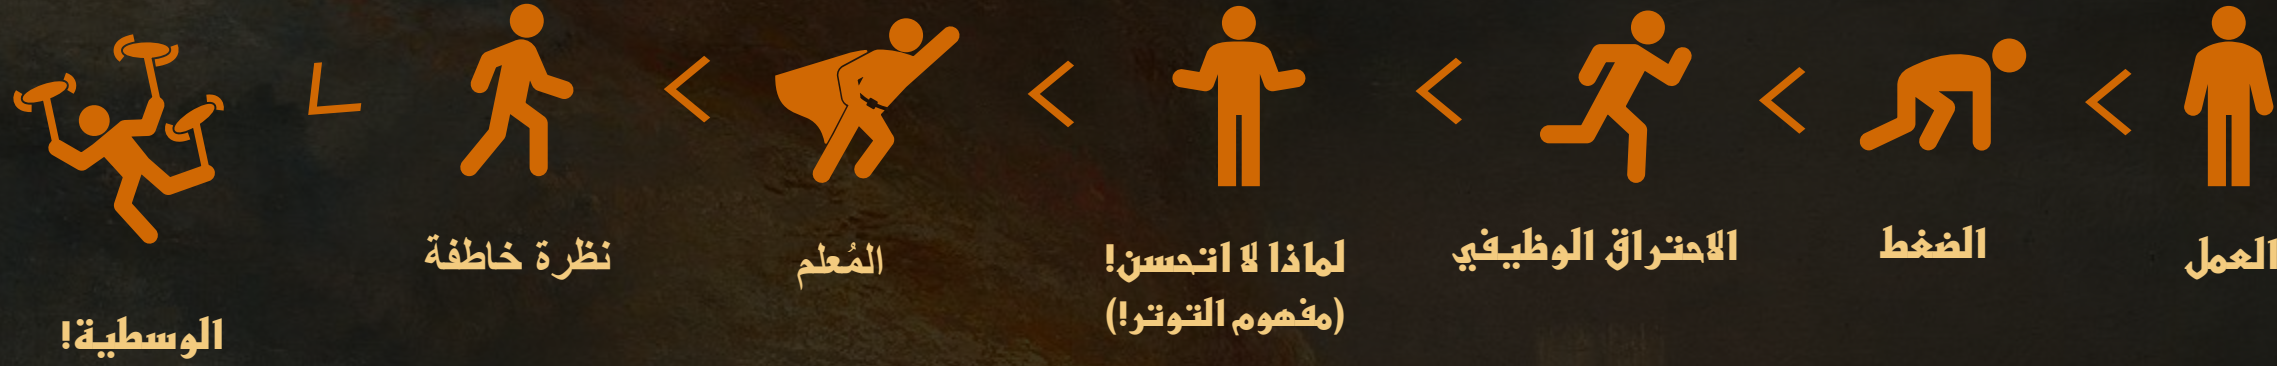 العمل
الضغط
الاحتراق الوظيفي
لماذا لا اتحسن!
(مفهوم التوتر!)
المُعلم
نظرة خاطفة
الوسطية!